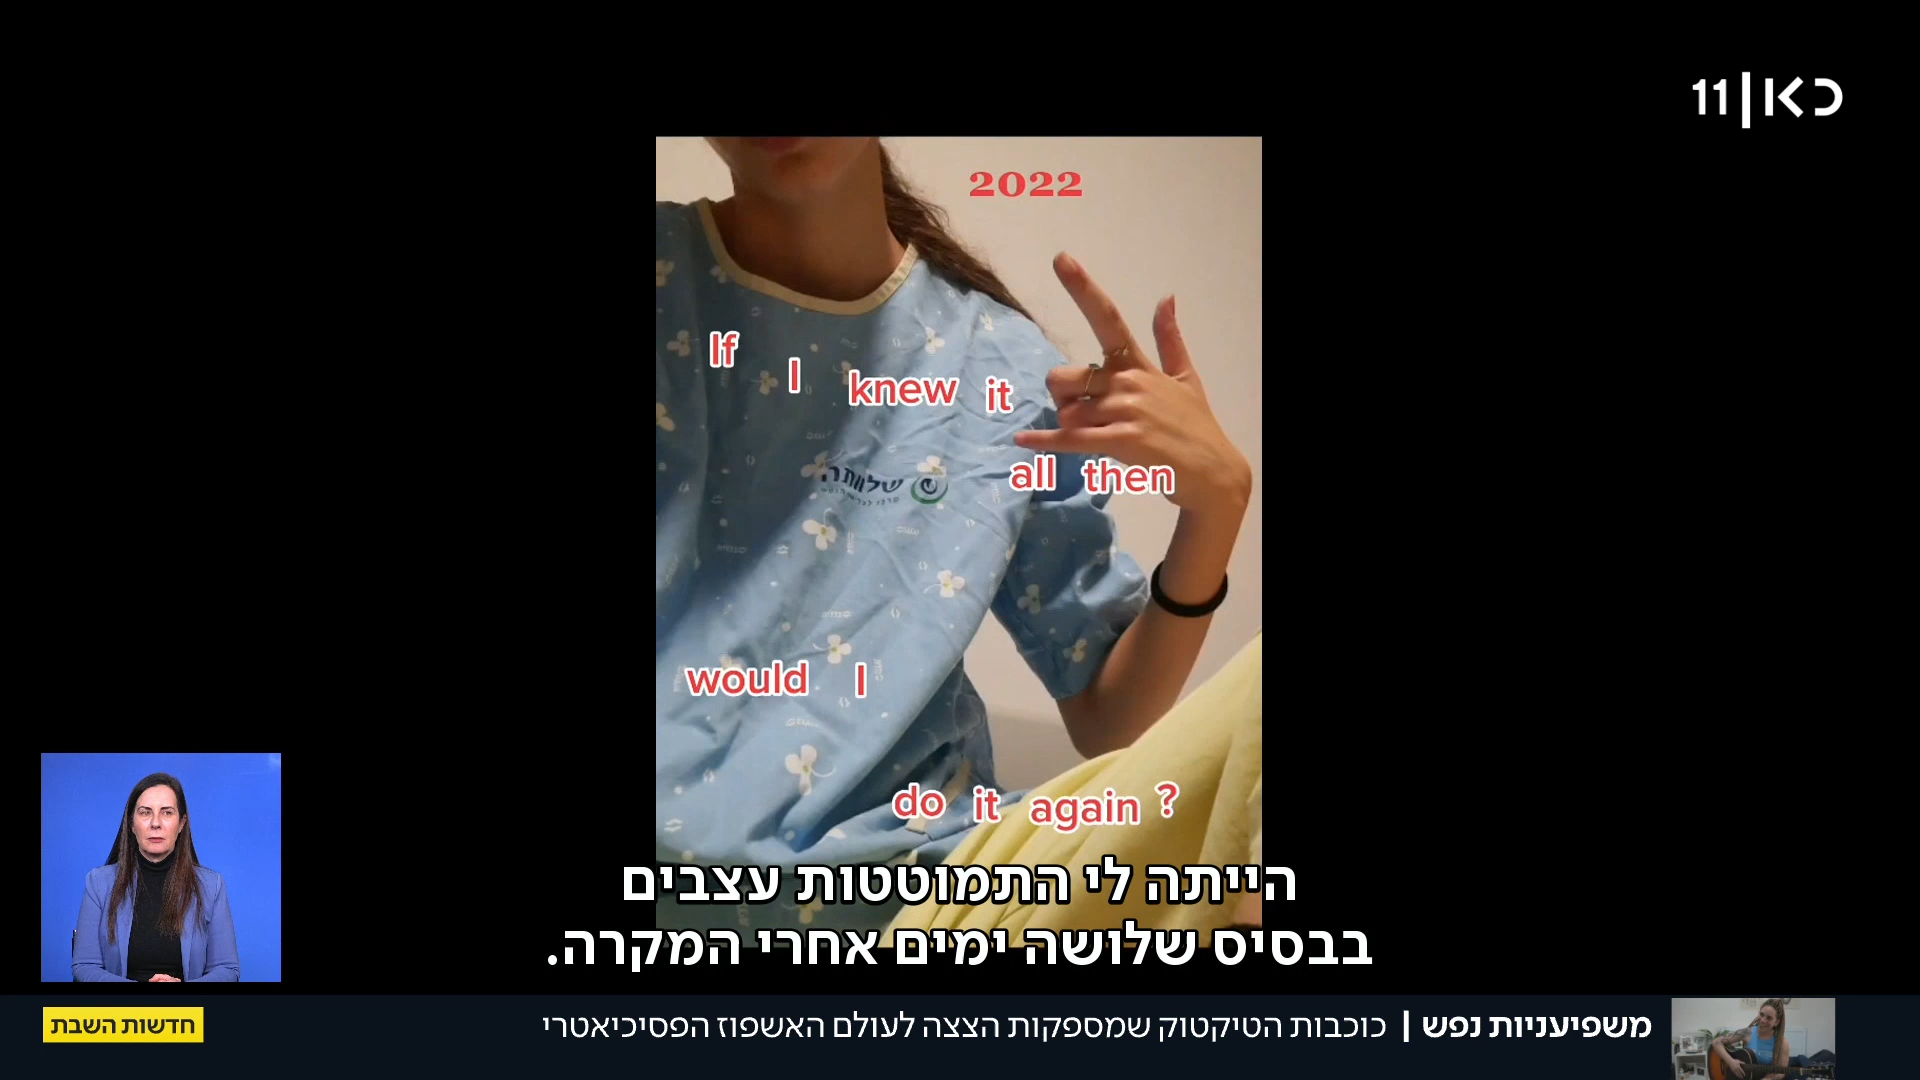 כאן|11
2022
If I knew it
all then
שלוותה
would I
do it again?
הייתה לי התמוטטות עצבים
בבסיס שלושה ימים אחרי המקרה.
משפיעניות נפש | כוכבות הטיקטוק שמספקות הצצה לעולם האשפוז הפסיכיאטרי
חדשות השבת